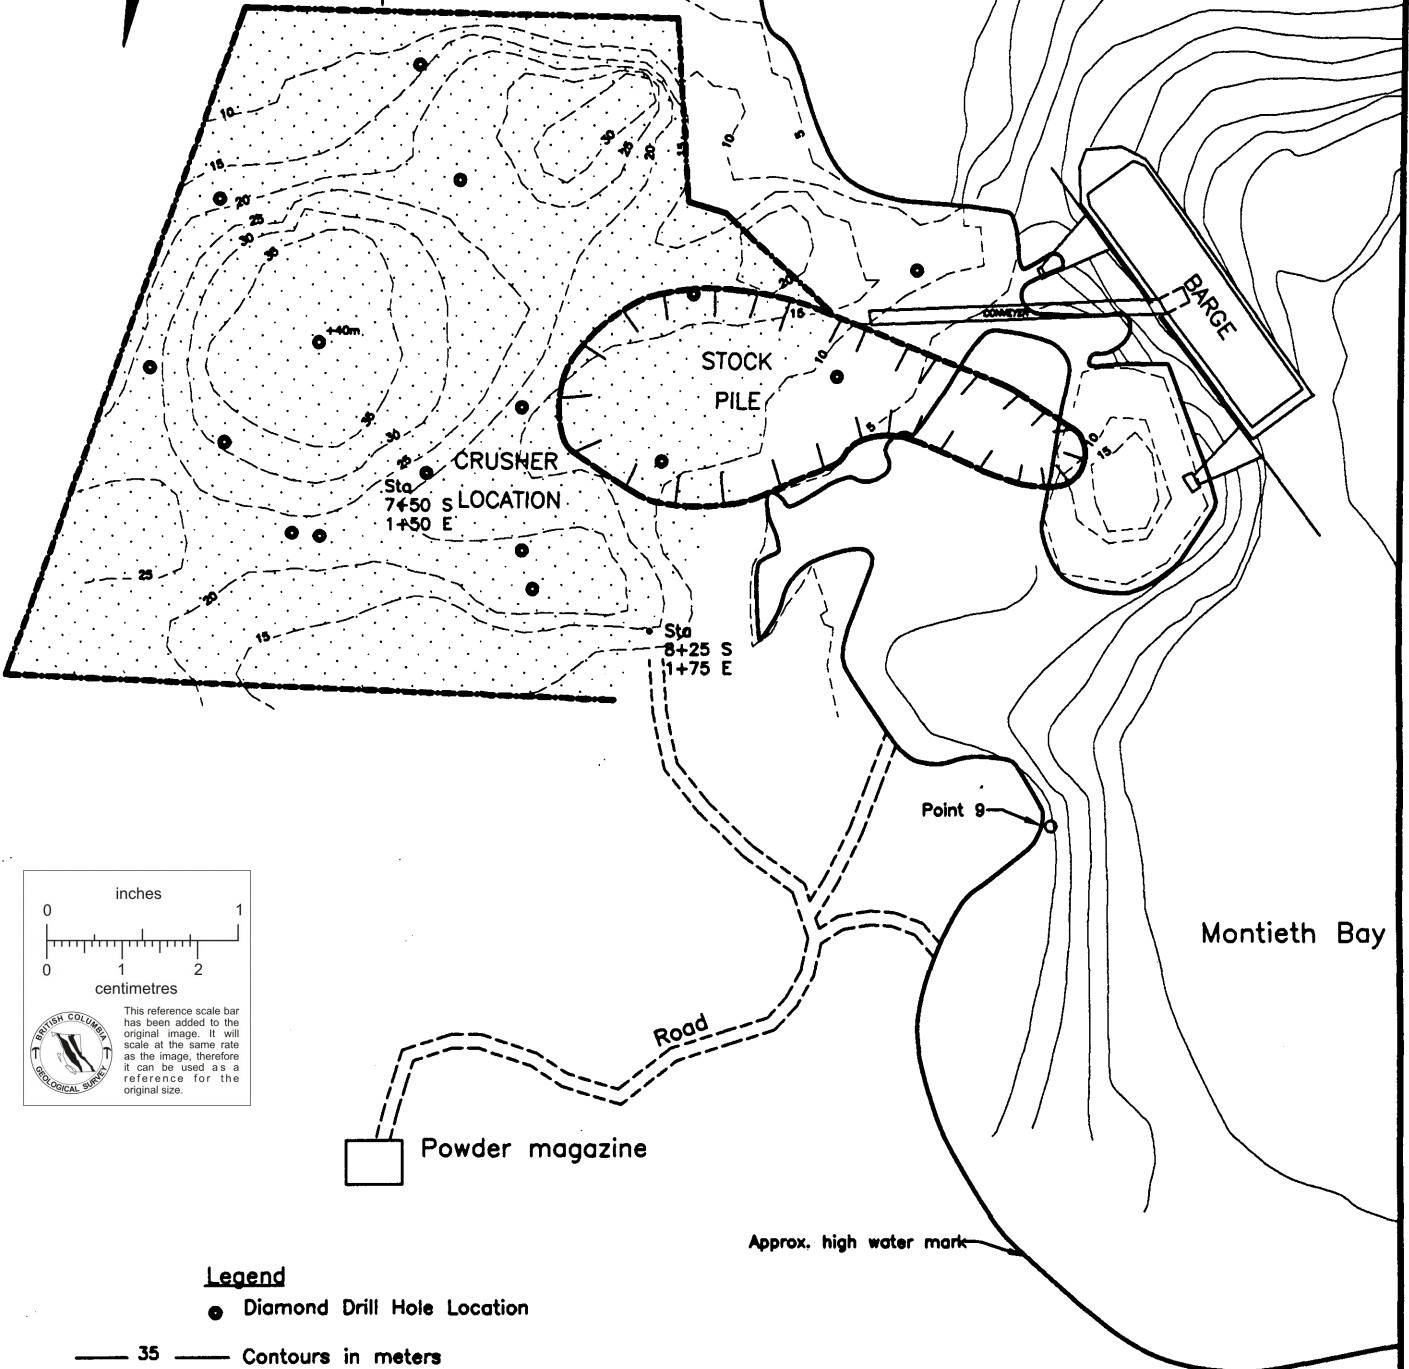 10
15
20
25
30
35
30
25
20
15
10
5
20
15
10
5
10
15
+40m.
35
30
25
25
20
15
STOCK
PILE
CONVEYER
BARGE
CRUSHER
LOCATION
Sta
7+50 S
1+50 E
Sta
8+25 S
1+75 E
Point 9
Montieth Bay
Road
Powder magazine
Approx. high water mark
inches
0 1
0 1 2
centimetres
BRITISH COLUMBIA
GEOLOGICAL SURVEY
This reference scale bar
has been added to the
original image. It will
scale at the same rate
as the image, therefore
it can be used as a
reference for the
original size.
Legend
Diamond Drill Hole Location
35 Contours in meters